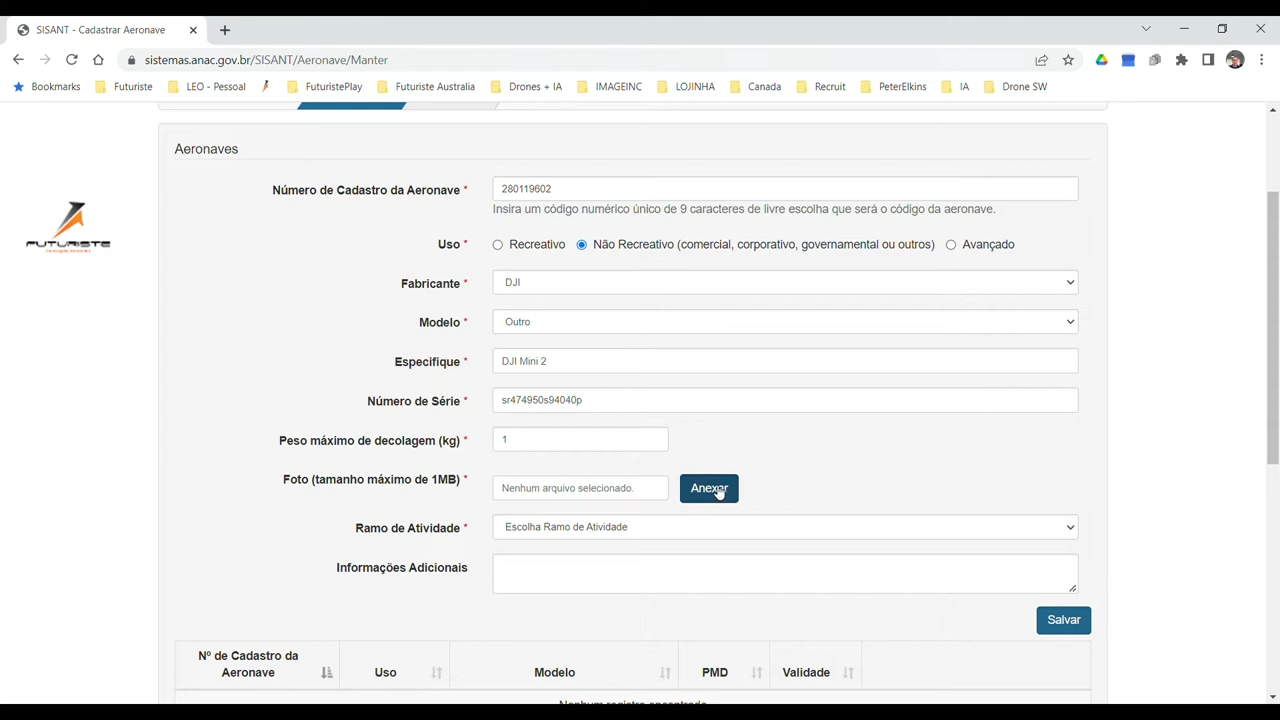 SISANT - Cadastrar Aeronave
sistemas.anac.gov.br/SISANT/Aeronave/Manter
Bookmarks Futuriste LEO - Pessoal FuturistePlay Futuriste Australia Drones + IA IMAGEINC LOJINHA Canada Recruit PeterElkins IA Drone SW
Aeronaves
Número de Cadastro da Aeronave * 280119602
Insira um código numérico único de 9 caracteres de livre escolha que será o código da aeronave.
FUTURISTE
Uso * Recreativo Não Recreativo (comercial, corporativo, governamental ou outros) Avançado
Fabricante * DJI
Modelo * Outro
Especifique * DJI Mini 2
Número de Série * sr474950s94040p
Peso máximo de decolagem (kg) * 1
Foto (tamanho máximo de 1MB) * Nenhum arquivo selecionado. Anexar
Ramo de Atividade * Escolha Ramo de Atividade
Informações Adicionais
Salvar
Nº de Cadastro da
Aeronave Uso Modelo PMD Validade
Nenhum registro encontrado